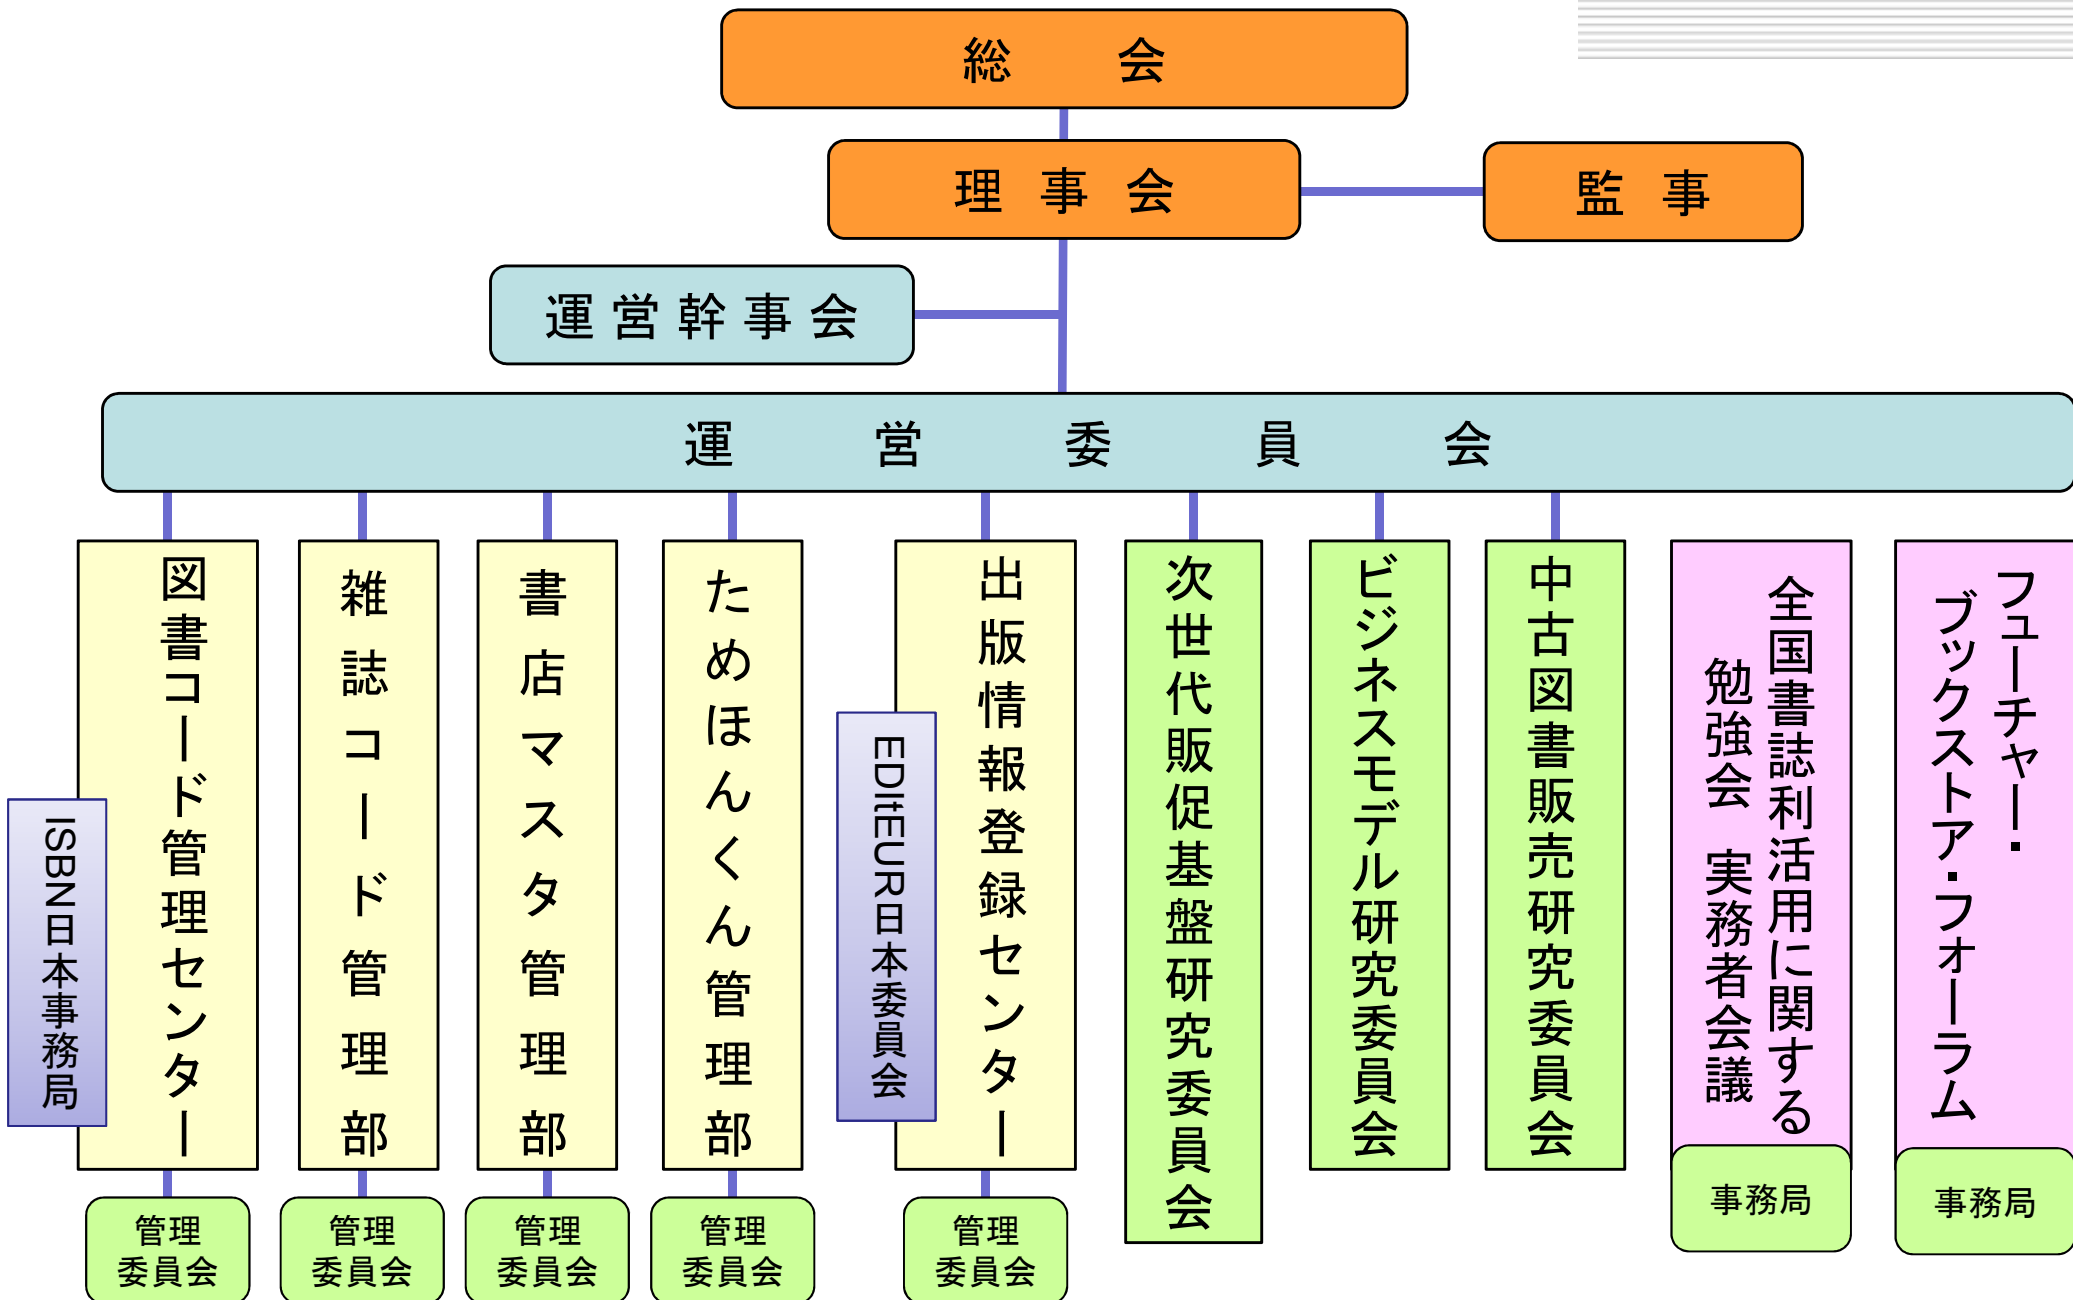 総会
理事会
監事
運営幹事会
運営委員会
図書コード管理センター
ISBN日本事務局
管理
委員会
雑誌コード管理部
管理
委員会
書店マスタ管理部
管理
委員会
ためほんくん管理部
管理
委員会
出版情報登録センター
EDItEUR日本委員会
管理
委員会
次世代販促基盤研究委員会
ビジネスモデル研究委員会
中古図書販売研究委員会
全国書誌利活用に関する
勉強会　実務者会議
事務局
フューチャー・
ブックストア・フォーラム
事務局